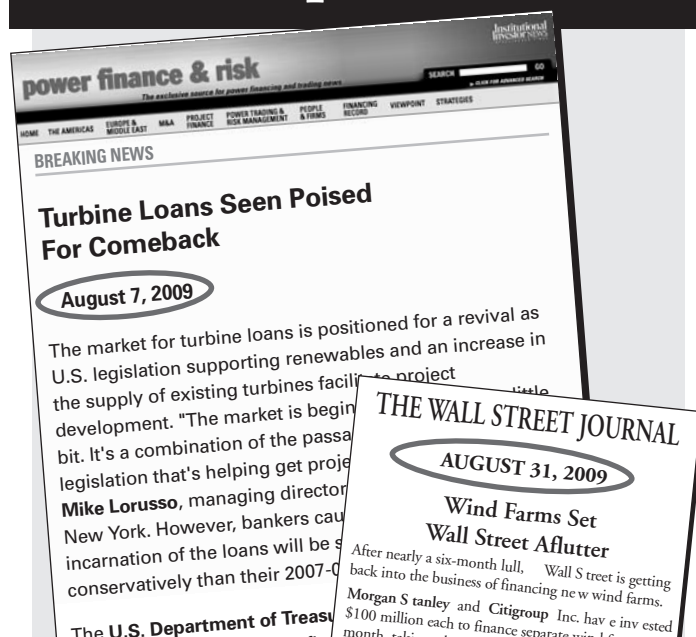 Institutional
Investor NEWS
power finance & risk
The exclusive source for power financing and trading news
SEARCH GO
CLICK FOR ADVANCED SEARCH
HOME THE AMERICAS EUROPE & MIDDLE EAST M&A PROJECT FINANCE POWER TRADING & RISK MANAGEMENT PEOPLE & FIRMS FINANCING RECORD VIEWPOINT STRATEGIES
BREAKING NEWS
Turbine Loans Seen Poised
For Comeback
August 7, 2009
The market for turbine loans is positioned for a revival as
U.S. legislation supporting renewables and an increase in
the supply of existing turbines facilitate project
development. "The market is begin little
bit. It's a combination of the passa
legislation that's helping get proje
Mike Lorusso, managing director
New York. However, bankers cau
incarnation of the loans will be s
conservatively than their 2007-0
The U.S. Department of Treasu
THE WALL STREET JOURNAL
AUGUST 31, 2009
Wind Farms Set
Wall Street Aflutter
After nearly a six-month lull, Wall S treet is getting
back into the business of financing ne w wind farms.
Morgan S tanley and Citigroup Inc. hav e inv ested
$100 million each to finance separate wind f
month